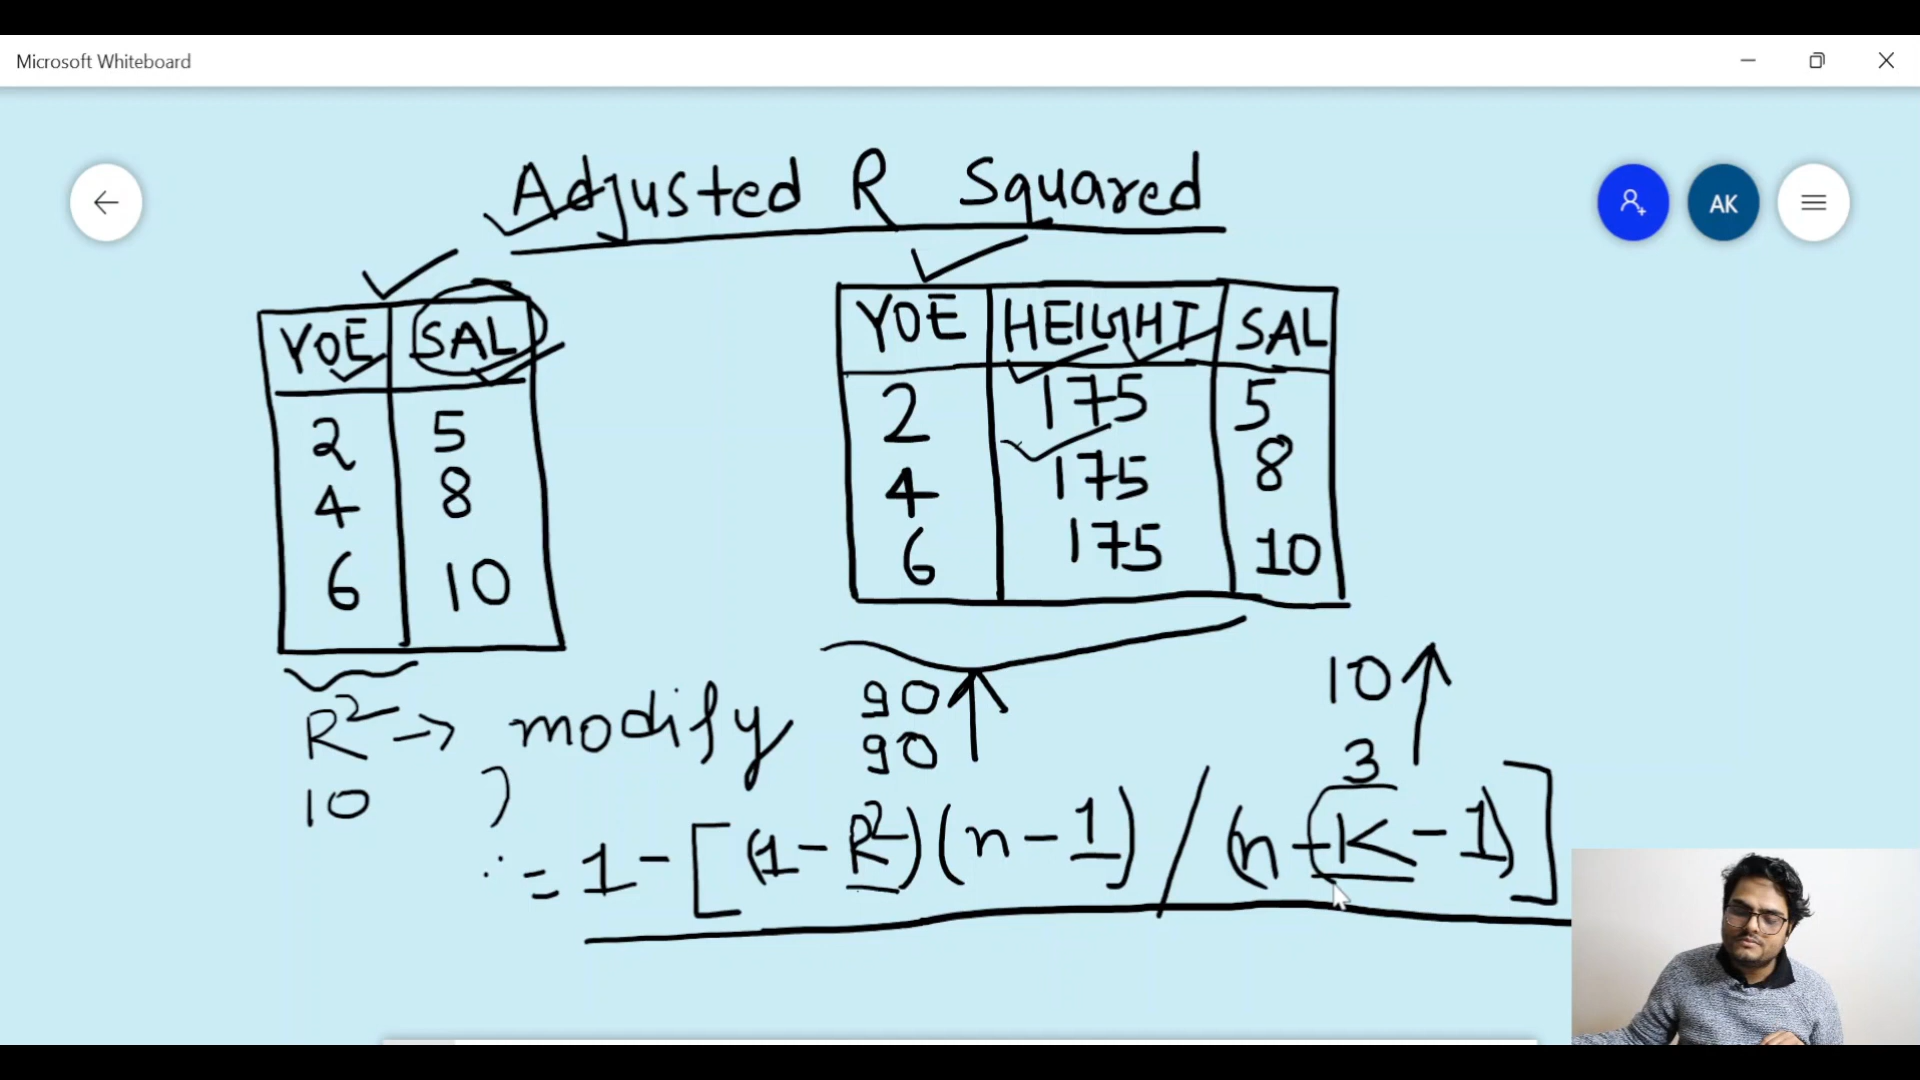 Microsoft Whiteboard
Adjusted R Squared
AK
YOE SAL
2 5
4 8
6 10
YOE HEIGHT SAL
2 175 5
4 175 8
6 175 10
R² → modify
10
90
90
10 ↑
3
= 1 - [(1 - R²)(n - 1) / (n - K - 1)]